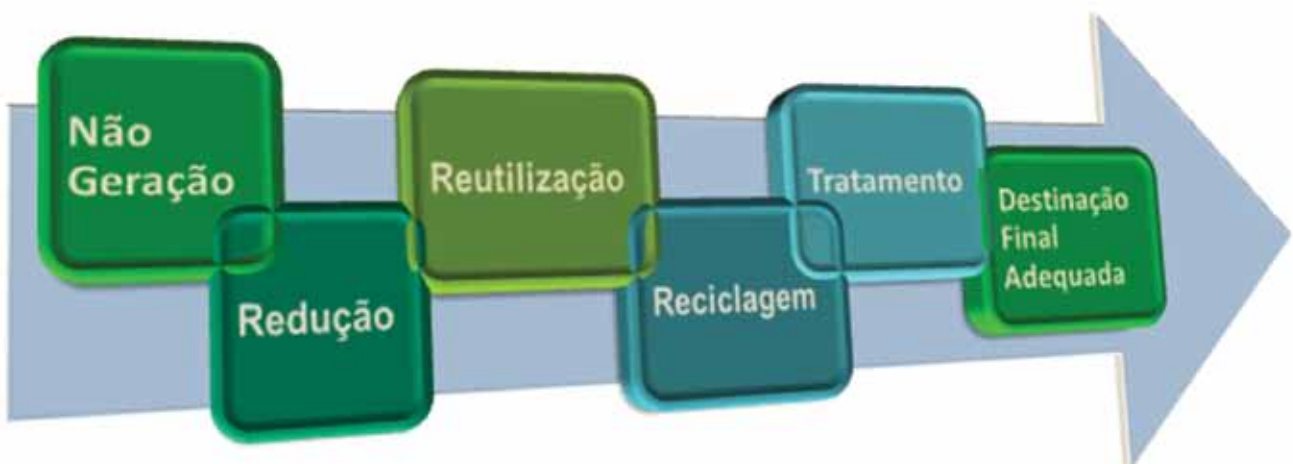 Não
Geração
Redução
Reutilização
Reciclagem
Tratamento
Destinação
Final
Adequada